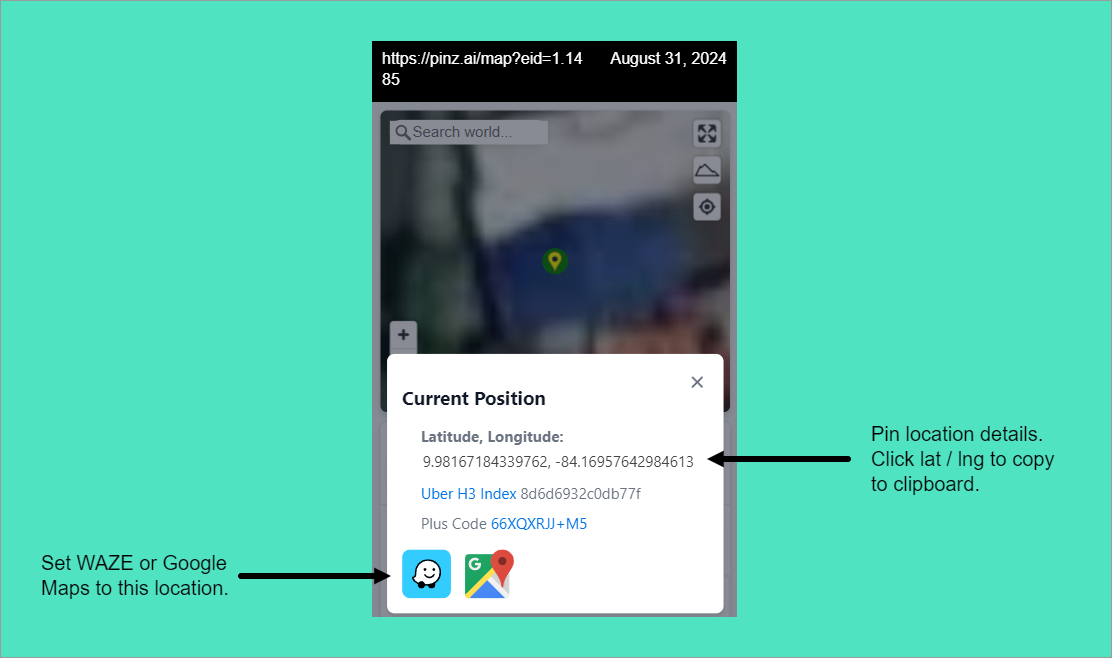 https://pinz.ai/map?eid=1.14
85
August 31, 2024
Search world...
+
Current Position
Latitude, Longitude:
9.98167184339762, -84.16957642984613
Uber H3 Index 8d6d6932c0db77f
Plus Code 66XQXRJJ+M5
G
Pin location details.
Click lat / lng to copy
to clipboard.
Set WAZE or Google
Maps to this location.